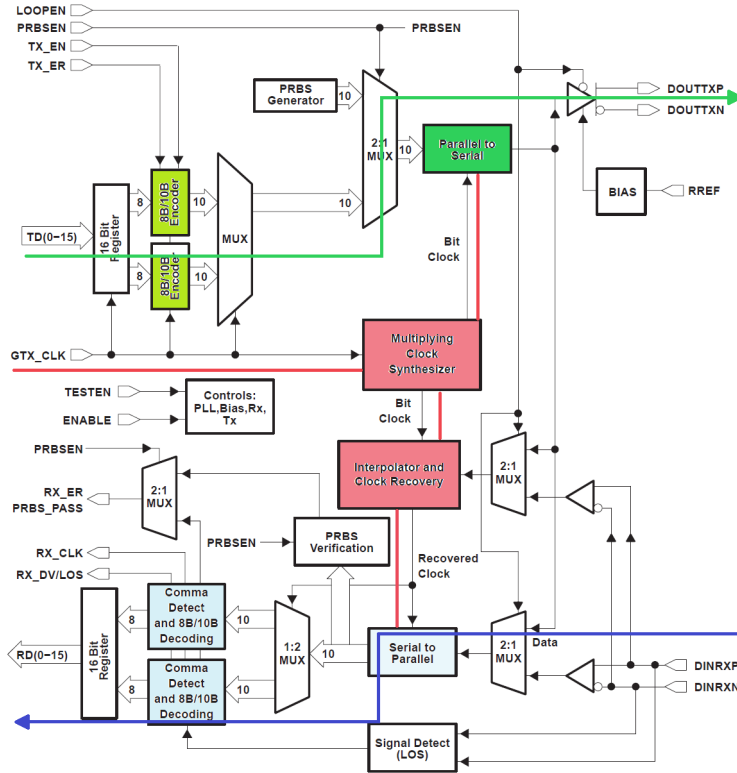 LOOPEN
PRBSEN
PRBSEN
TX_EN
TX_ER
PRBS
Generator
10
2:1
MUX
10
Parallel to
Serial
DOUTTXP
DOUTTXN
BIAS
RREF
8B/10B
Encoder
8
10
MUX
10
TD(0−15)
16 Bit
Register
8B/10B
Encoder
8
10
Bit
Clock
GTX_CLK
Multiplying
Clock
Synthesizer
TESTEN
ENABLE
Controls:
PLL,Bias,Rx,
Tx
Bit
Clock
PRBSEN
2:1
MUX
RX_ER
PRBS_PASS
Interpolator and
Clock Recovery
2:1
MUX
PRBSEN
PRBS
Verification
Recovered
Clock
RX_CLK
RX_DV/LOS
Comma
Detect
and 8B/10B
Decoding
8
10
1:2
MUX
10
Serial to
Parallel
2:1
MUX
Data
RD(0−15)
16 Bit
Register
Comma
Detect
and 8B/10B
Decoding
8
10
DINRXP
DINRXN
Signal Detect
(LOS)